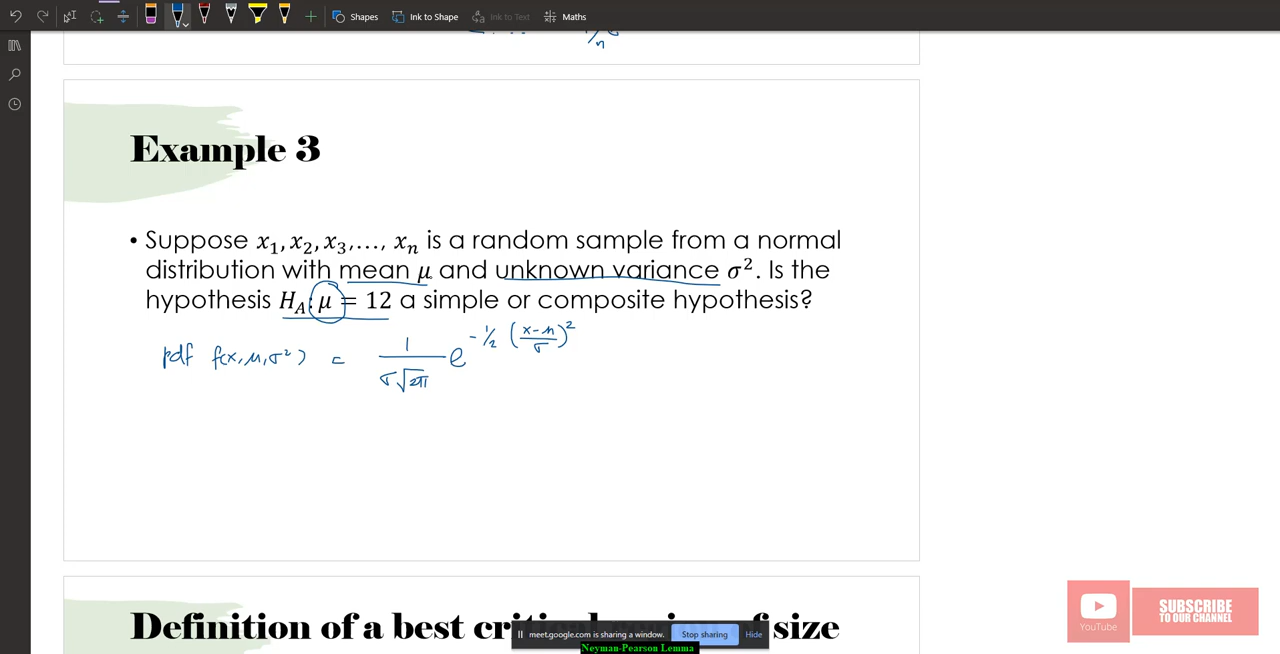 Shapes Ink to Shape Ink to Text Maths
n
Example 3
• Suppose x₁, x₂, x₃,…, xₙ is a random sample from a normal
distribution with mean μ and unknown variance σ². Is the
hypothesis H_A: μ = 12 a simple or composite hypothesis?
pdf f(x, μ, σ²) = 1/(σ√2π) e^(-1/2 ((x-μ)/σ)²)
SUBSCRIBE
TO OUR CHANNEL
YouTube
Definition of a best critical region of size
meet.google.com is sharing a window. Stop sharing Hide
Neyman-Pearson Lemma